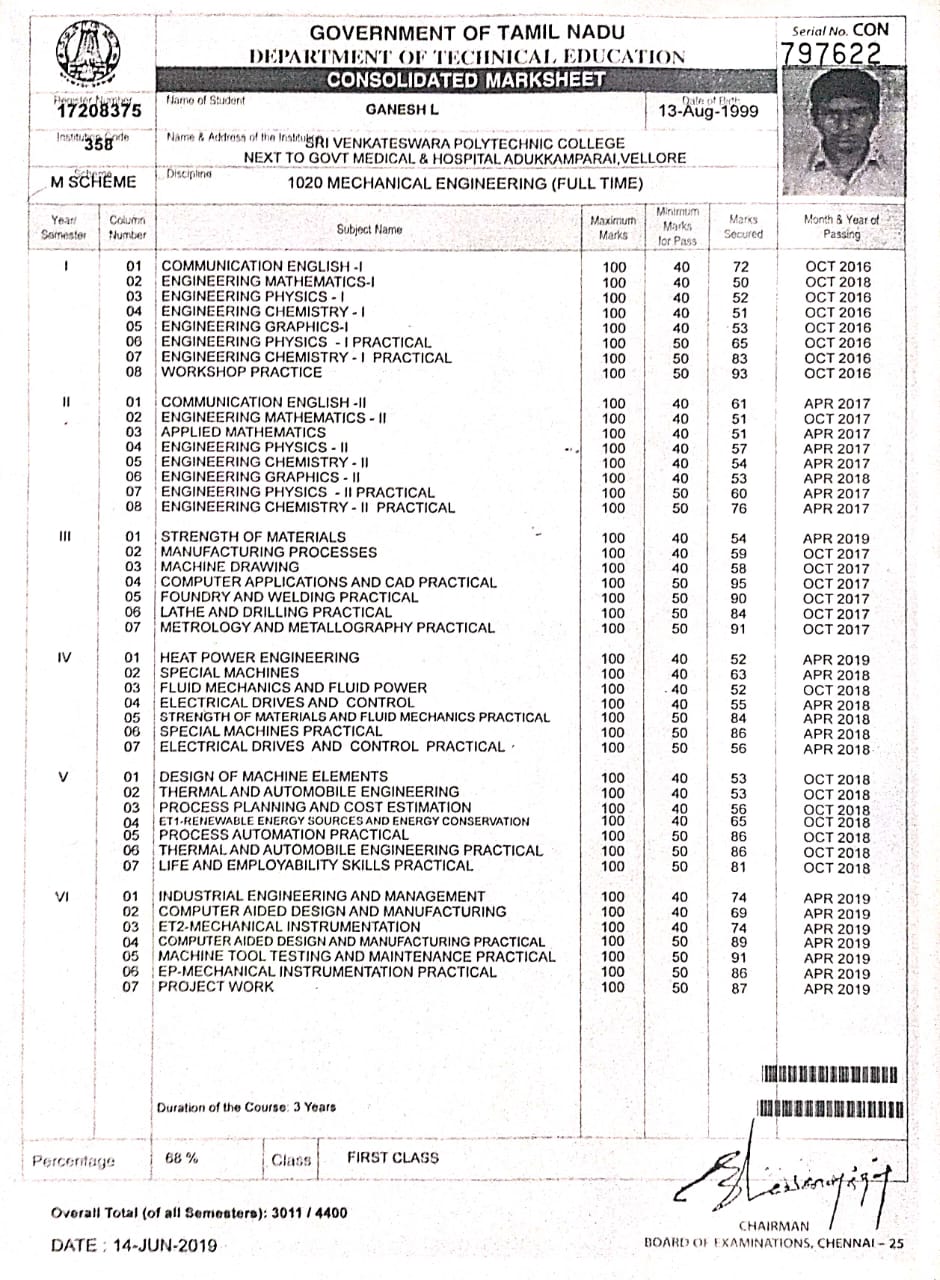 GOVERNMENT OF TAMIL NADU
DEPARTMENT OF TECHNICAL EDUCATION
CONSOLIDATED MARKSHEET
Serial No. CON
797622
Register Number
17208375
Name of Student
GANESH L
Date of Birth
13-Aug-1999
Institution Code
358
Name & Address of the Institution
SRI VENKATESWARA POLYTECHNIC COLLEGE
NEXT TO GOVT MEDICAL & HOSPITAL ADUKKAMPARAI,VELLORE
Scheme
M SCHEME
Discipline
1020 MECHANICAL ENGINEERING (FULL TIME)
Year/ Semester Column Number Subject Name Maximum Marks Minimum Marks for Pass Marks Secured Month & Year of Passing
I 01 COMMUNICATION ENGLISH -I 100 40 72 OCT 2016
02 ENGINEERING MATHEMATICS-I 100 40 50 OCT 2018
03 ENGINEERING PHYSICS - I 100 40 52 OCT 2016
04 ENGINEERING CHEMISTRY - I 100 40 51 OCT 2016
05 ENGINEERING GRAPHICS-I 100 40 53 OCT 2016
06 ENGINEERING PHYSICS - I PRACTICAL 100 50 65 OCT 2016
07 ENGINEERING CHEMISTRY - I PRACTICAL 100 50 83 OCT 2016
08 WORKSHOP PRACTICE 100 50 93 OCT 2016
II 01 COMMUNICATION ENGLISH -II 100 40 61 APR 2017
02 ENGINEERING MATHEMATICS - II 100 40 51 OCT 2017
03 APPLIED MATHEMATICS 100 40 51 APR 2017
04 ENGINEERING PHYSICS - II 100 40 57 APR 2017
05 ENGINEERING CHEMISTRY - II 100 40 54 APR 2017
06 ENGINEERING GRAPHICS - II 100 40 53 APR 2018
07 ENGINEERING PHYSICS - II PRACTICAL 100 50 60 APR 2017
08 ENGINEERING CHEMISTRY - II PRACTICAL 100 50 76 APR 2017
III 01 STRENGTH OF MATERIALS 100 40 54 APR 2019
02 MANUFACTURING PROCESSES 100 40 59 OCT 2017
03 MACHINE DRAWING 100 40 58 OCT 2017
04 COMPUTER APPLICATIONS AND CAD PRACTICAL 100 50 95 OCT 2017
05 FOUNDRY AND WELDING PRACTICAL 100 50 90 OCT 2017
06 LATHE AND DRILLING PRACTICAL 100 50 84 OCT 2017
07 METROLOGY AND METALLOGRAPHY PRACTICAL 100 50 91 OCT 2017
IV 01 HEAT POWER ENGINEERING 100 40 52 APR 2019
02 SPECIAL MACHINES 100 40 63 APR 2018
03 FLUID MECHANICS AND FLUID POWER 100 40 52 OCT 2018
04 ELECTRICAL DRIVES AND CONTROL 100 40 55 APR 2018
05 STRENGTH OF MATERIALS AND FLUID MECHANICS PRACTICAL 100 50 84 APR 2018
06 SPECIAL MACHINES PRACTICAL 100 50 86 APR 2018
07 ELECTRICAL DRIVES AND CONTROL PRACTICAL 100 50 56 APR 2018
V 01 DESIGN OF MACHINE ELEMENTS 100 40 53 OCT 2018
02 THERMAL AND AUTOMOBILE ENGINEERING 100 40 53 OCT 2018
03 PROCESS PLANNING AND COST ESTIMATION 100 40 56 OCT 2018
04 ET1-RENEWABLE ENERGY SOURCES AND ENERGY CONSERVATION 100 40 65 OCT 2018
05 PROCESS AUTOMATION PRACTICAL 100 50 86 OCT 2018
06 THERMAL AND AUTOMOBILE ENGINEERING PRACTICAL 100 50 86 OCT 2018
07 LIFE AND EMPLOYABILITY SKILLS PRACTICAL 100 50 81 OCT 2018
VI 01 INDUSTRIAL ENGINEERING AND MANAGEMENT 100 40 74 APR 2019
02 COMPUTER AIDED DESIGN AND MANUFACTURING 100 40 69 APR 2019
03 ET2-MECHANICAL INSTRUMENTATION 100 40 74 APR 2019
04 COMPUTER AIDED DESIGN AND MANUFACTURING PRACTICAL 100 50 89 APR 2019
05 MACHINE TOOL TESTING AND MAINTENANCE PRACTICAL 100 50 91 APR 2019
06 EP-MECHANICAL INSTRUMENTATION PRACTICAL 100 50 86 APR 2019
07 PROJECT WORK 100 50 87 APR 2019
Duration of the Course: 3 Years
Percentage 68 % Class FIRST CLASS
Overall Total (of all Semesters): 3011 / 4400
DATE : 14-JUN-2019
CHAIRMAN
BOARD OF EXAMINATIONS, CHENNAI - 25